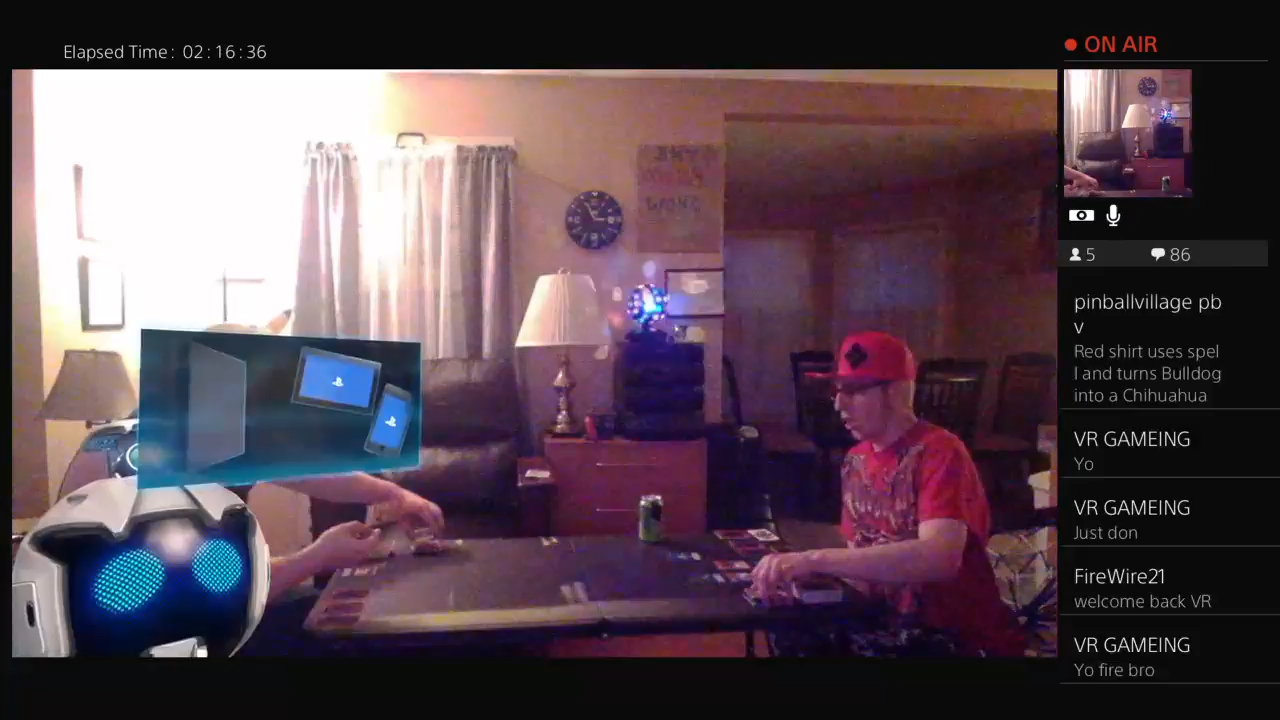 Elapsed Time: 02:16:36
ON AIR
5
86
pinballvillage pb
v
Red shirt uses spel
l and turns Bulldog
into a Chihuahua
VR GAMEING
Yo
VR GAMEING
Just don
FireWire21
welcome back VR
VR GAMEING
Yo fire bro